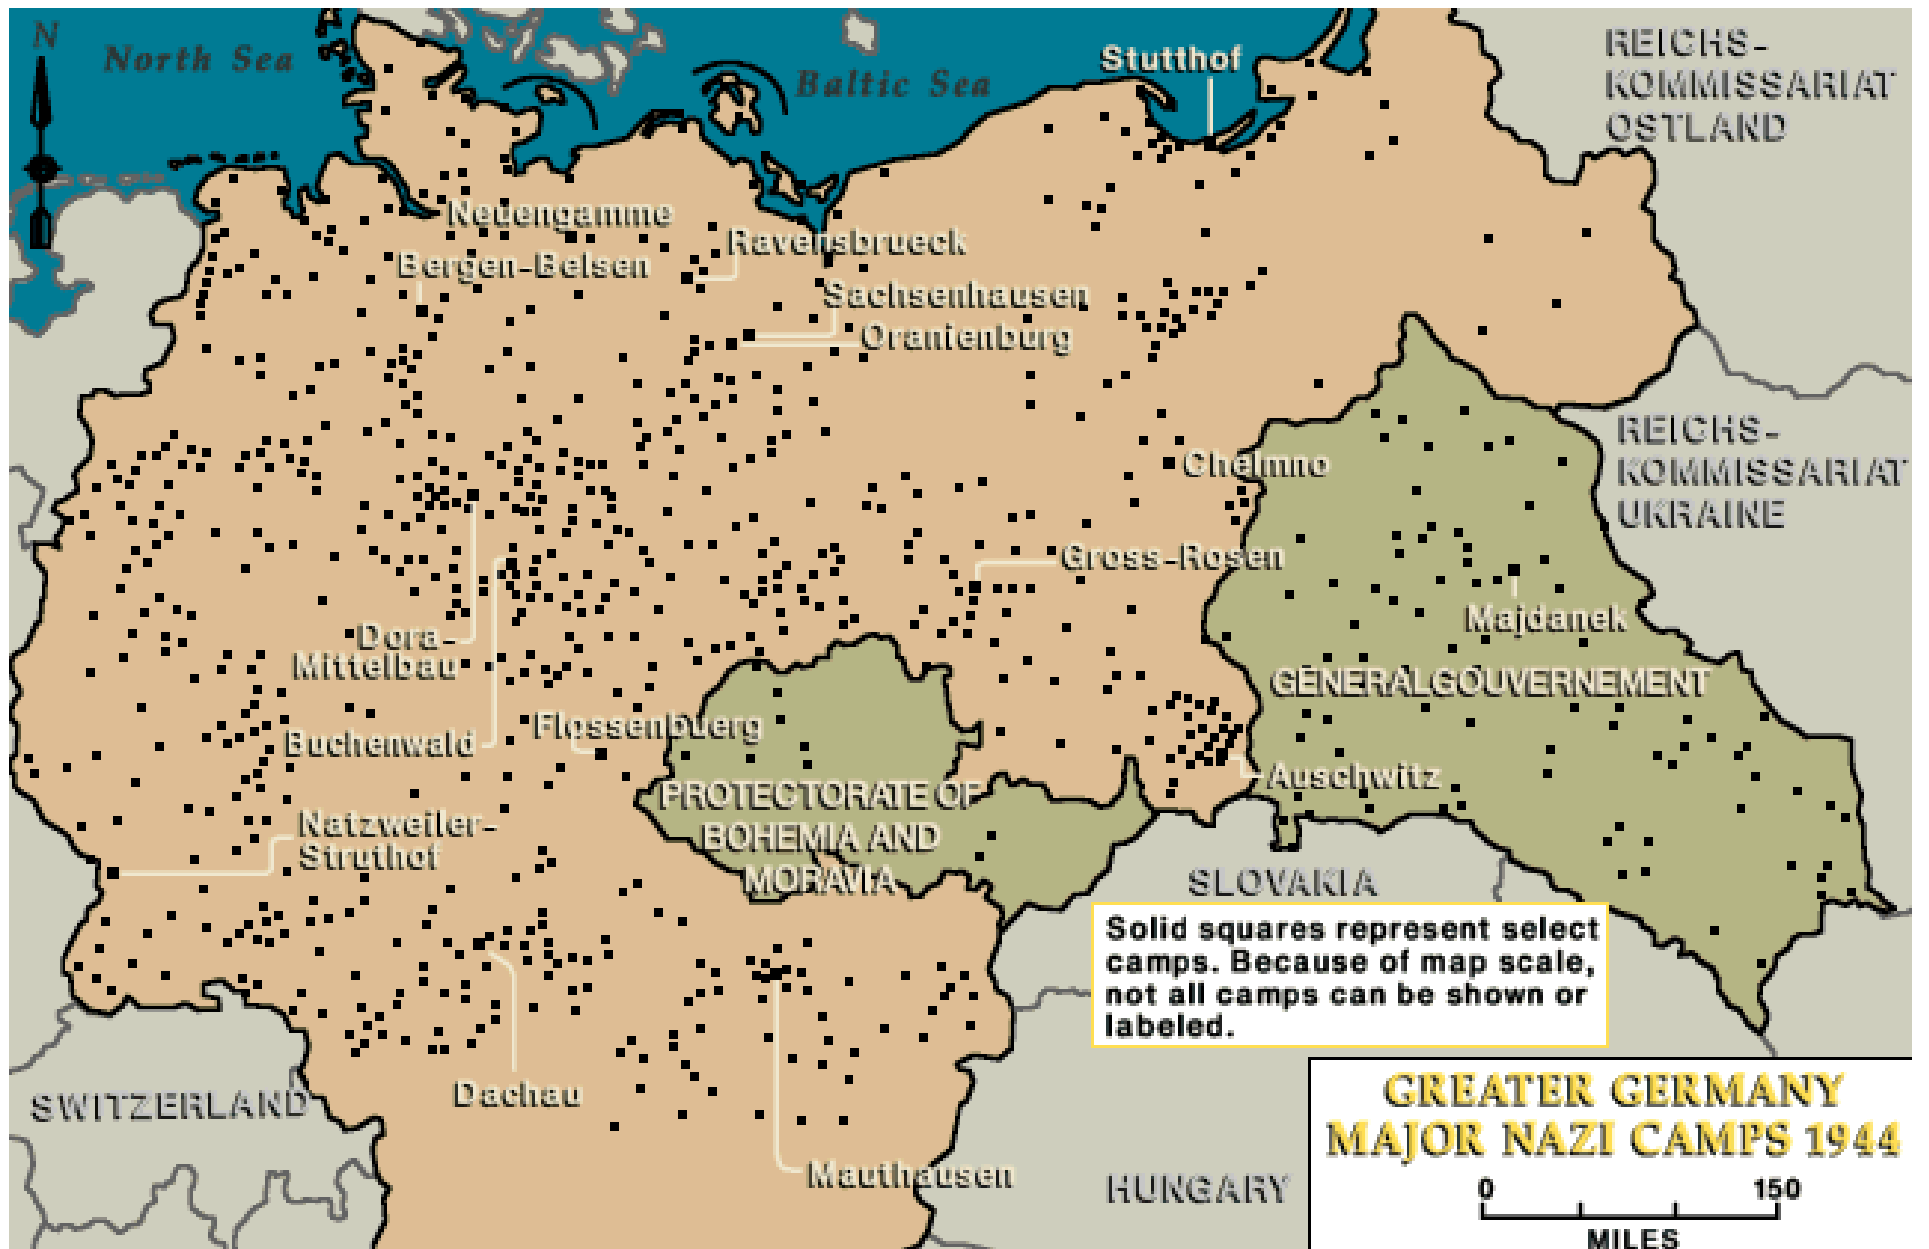 N
North Sea
Baltic Sea
Stutthof
REICHS-
KOMMISSARIAT
OSTLAND
Neuengamme
Ravensbrueck
Bergen-Belsen
Sachsenhausen
Oranienburg
REICHS-
KOMMISSARIAT
UKRAINE
Chelmno
Gross-Rosen
Majdanek
Dora-
Mittelbau
GENERALGOUVERNEMENT
Flossenbuerg
Buchenwald
Auschwitz
PROTECTORATE OF
BOHEMIA AND
MORAVIA
Natzweiler-
Struthof
SLOVAKIA
Solid squares represent select
camps. Because of map scale,
not all camps can be shown or
labeled.
Dachau
SWITZERLAND
Mauthausen
HUNGARY
GREATER GERMANY
MAJOR NAZI CAMPS 1944
0 150
MILES